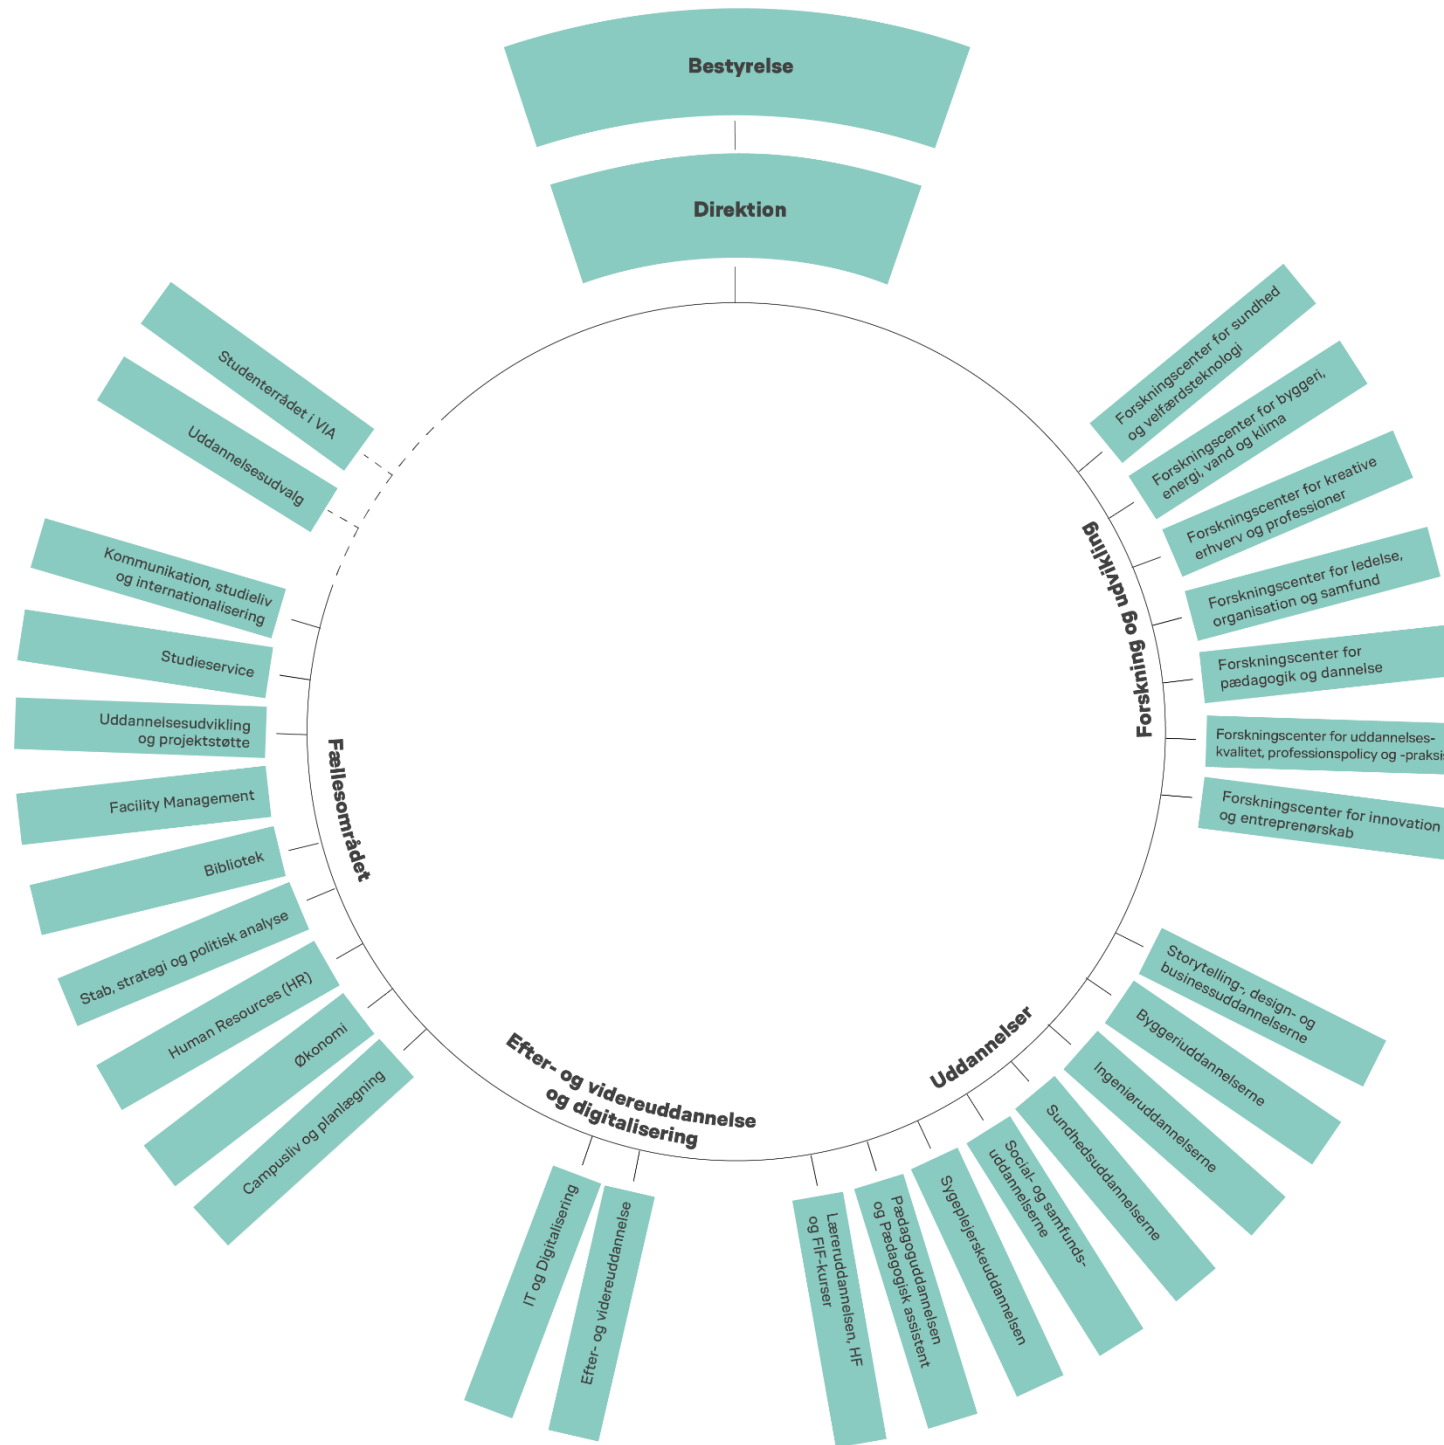 Bestyrelse
Direktion
Forskningscenter for sundhed
og velfærdsteknologi
Forskningscenter for byggeri,
energi, vand og klima
Forskningscenter for kreative
erhverv og professioner
Forskningscenter for ledelse,
organisation og samfund
Forskningscenter for
pædagogik og dannelse
Forskningscenter for uddannelses-
kvalitet, professionspolicy og -praksis
Forskningscenter for innovation
og entreprenørskab
Forskning og udvikling
Storytelling-, design- og
businessuddannelserne
Byggeriuddannelserne
Ingeniøruddannelserne
Sundhedsuddannelserne
Social- og samfunds-
uddannelserne
Sygeplejerskeuddannelsen
Pædagoguddannelsen
og Pædagogisk assistent
Læreruddannelsen, HF
og FIF-kurser
Uddannelser
Efter- og videreuddannelse
og digitalisering
Efter- og videreuddannelse
IT og Digitalisering
Fællesområdet
Campusliv og planlægning
Økonomi
Human Resources (HR)
Stab, strategi og politisk analyse
Bibliotek
Facility Management
Uddannelsesudvikling
og projektstøtte
Studieservice
Kommunikation, studieliv
og internationalisering
Uddannelsesudvalg
Studenterrådet i VIA